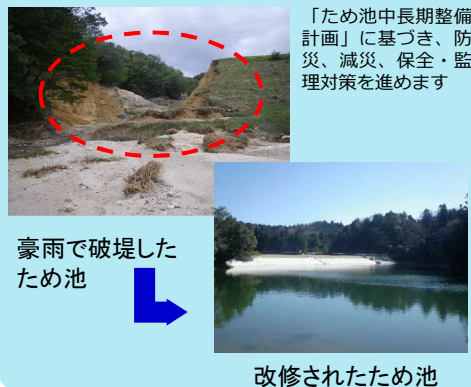 「ため池中長期整備
計画」に基づき、防
災、減災、保全・監
理対策を進めます
豪雨で破堤した
ため池
改修されたため池